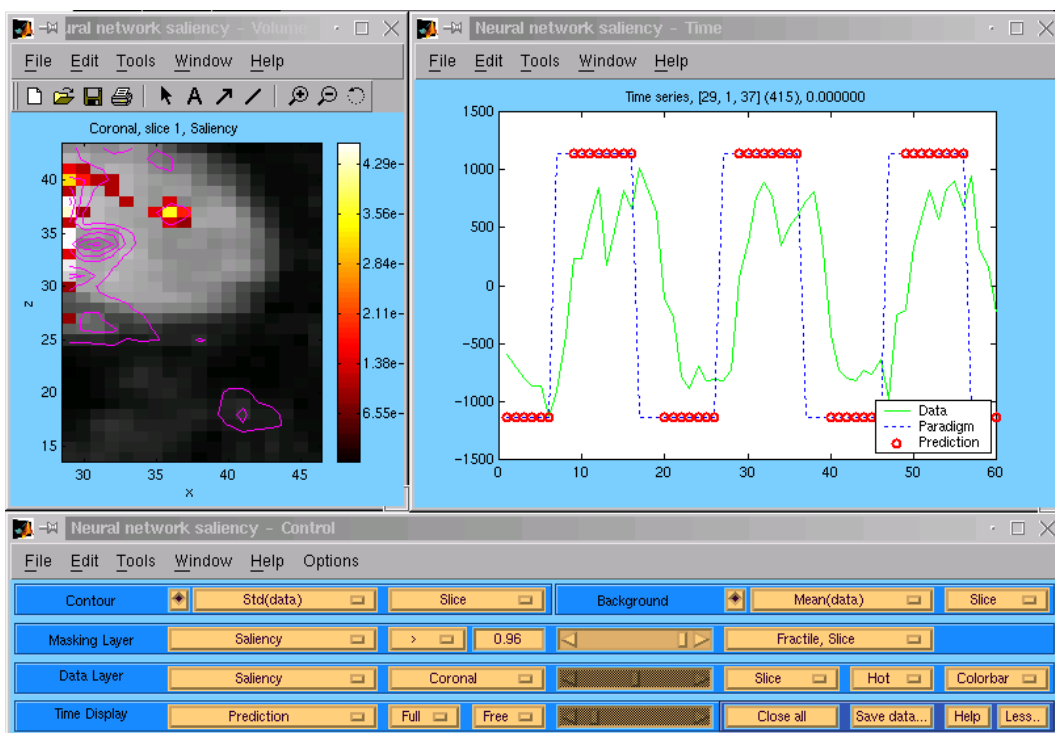 ural network saliency - Volume
File Edit Tools Window Help
A
Coronal, slice 1, Saliency
40
35
30
25
20
15
30 35 40 45
z
x
4.29e-
3.56e-
2.84e-
2.11e-
1.38e-
6.55e-
Neural network saliency - Time
File Edit Tools Window Help
Time series, [29, 1, 37] (415), 0.000000
1500
1000
500
0
-500
-1000
-1500
0 10 20 30 40 50 60
Data
Paradigm
Prediction
Neural network saliency - Control
File Edit Tools Window Help Options
Contour Std(data) Slice Background Mean(data) Slice
Masking Layer Saliency > 0.96 Fractile, Slice
Data Layer Saliency Coronal Slice Hot Colorbar
Time Display Prediction Full Free Close all Save data... Help Less..